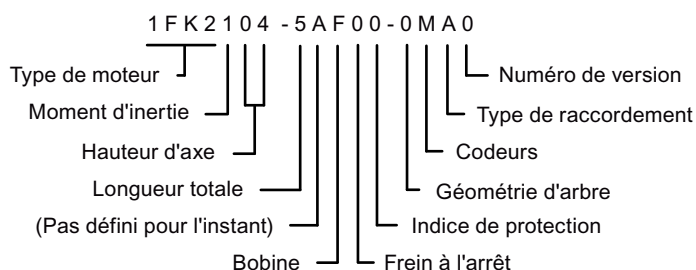 1FK2104-5AF00-0MA0
Type de moteur
Numéro de version
Moment d'inertie
Type de raccordement
Hauteur d'axe
Codeurs
Longueur totale
Géométrie d'arbre
(Pas défini pour l'instant)
Indice de protection
Bobine
Frein à l'arrêt